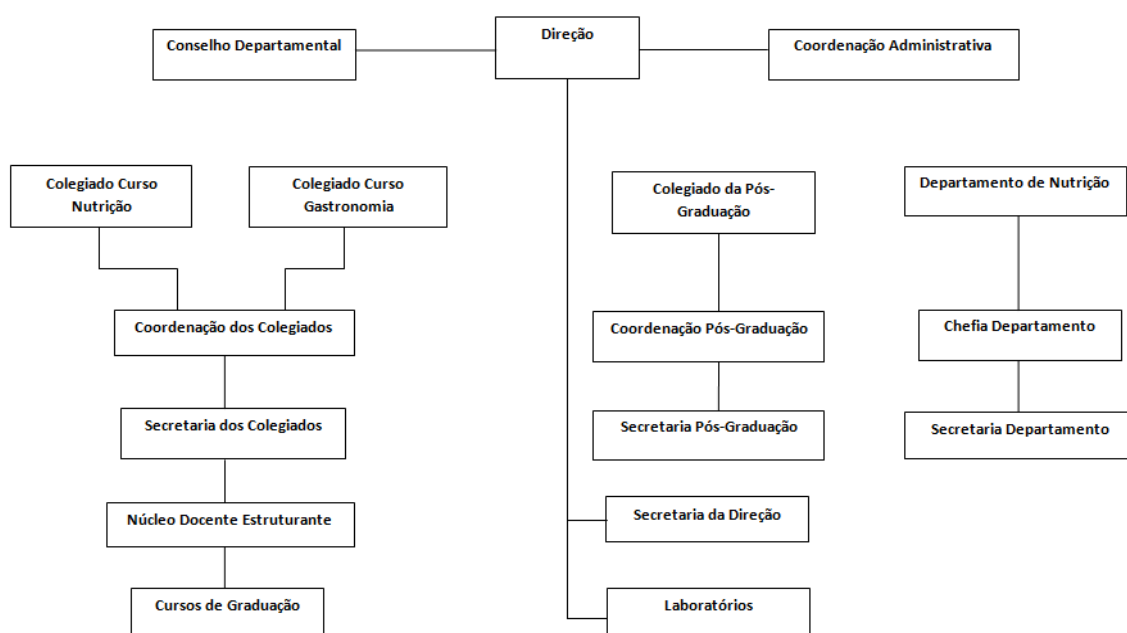 Conselho Departamental
Direção
Coordenação Administrativa
Colegiado Curso
Nutrição
Colegiado Curso
Gastronomia
Colegiado da Pós-
Graduação
Departamento de Nutrição
Coordenação dos Colegiados
Coordenação Pós-Graduação
Chefia Departamento
Secretaria dos Colegiados
Secretaria Pós-Graduação
Secretaria Departamento
Núcleo Docente Estruturante
Secretaria da Direção
Cursos de Graduação
Laboratórios